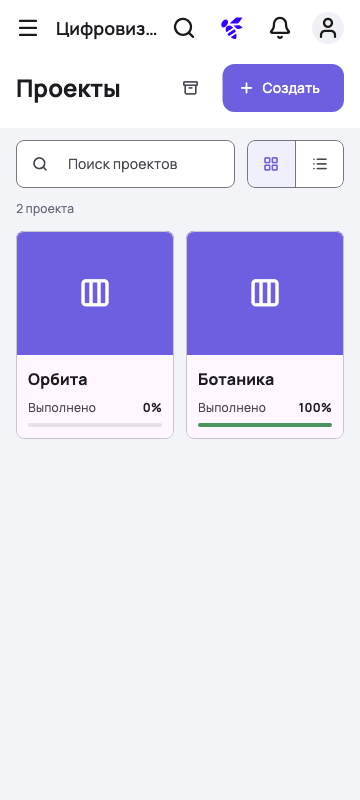 Цифровиз...
Проекты
Создать
Поиск проектов
2 проекта
Орбита
Выполнено 0%
Ботаника
Выполнено 100%